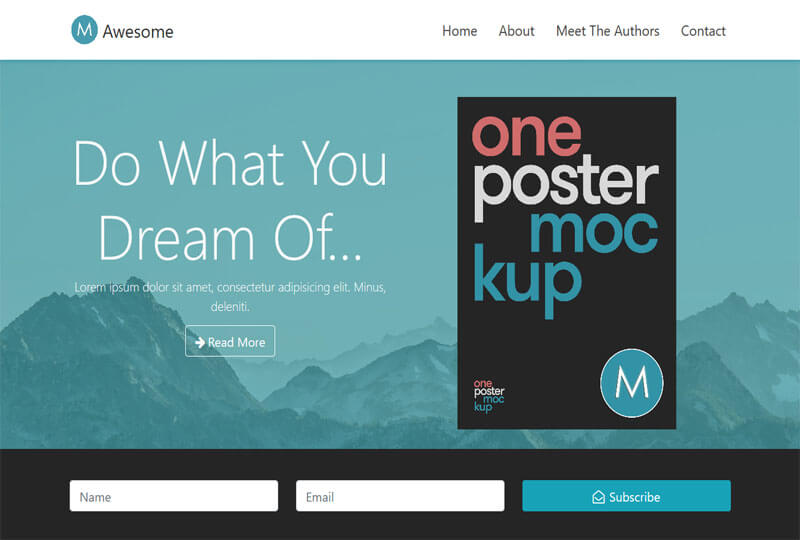 M Awesome
Home About Meet The Authors Contact
Do What You
Dream Of...
Lorem ipsum dolor sit amet, consectetur adipisicing elit. Minus,
deleniti.
Read More
one
poster
moc
kup
one
poster
moc
kup
M
Name
Email
Subscribe